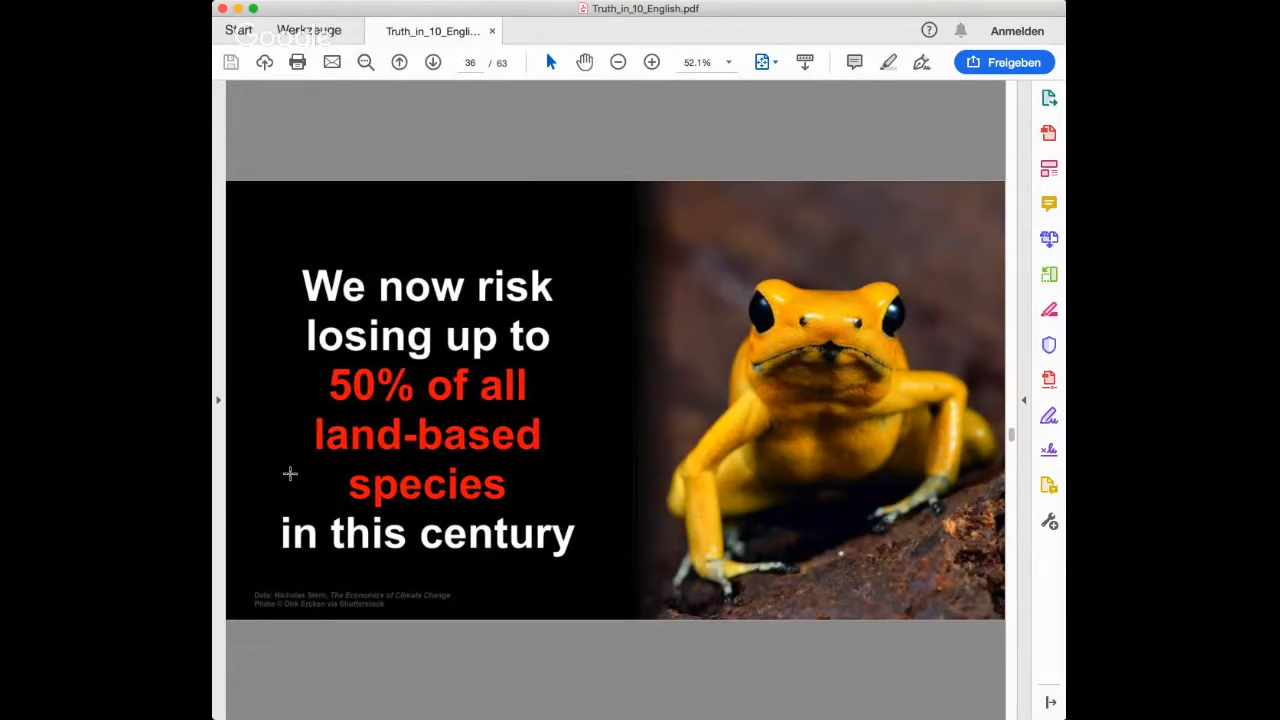 Truth_in_10_English.pdf
Start Werkzeuge Truth_in_10_Engli... × Anmelden
Google
36 / 63 52.1% Freigeben
We now risk
losing up to
50% of all
land-based
species
in this century
Data: Nicholas Stern, The Economics of Climate Change
Photo © Dirk Ercken via Shutterstock